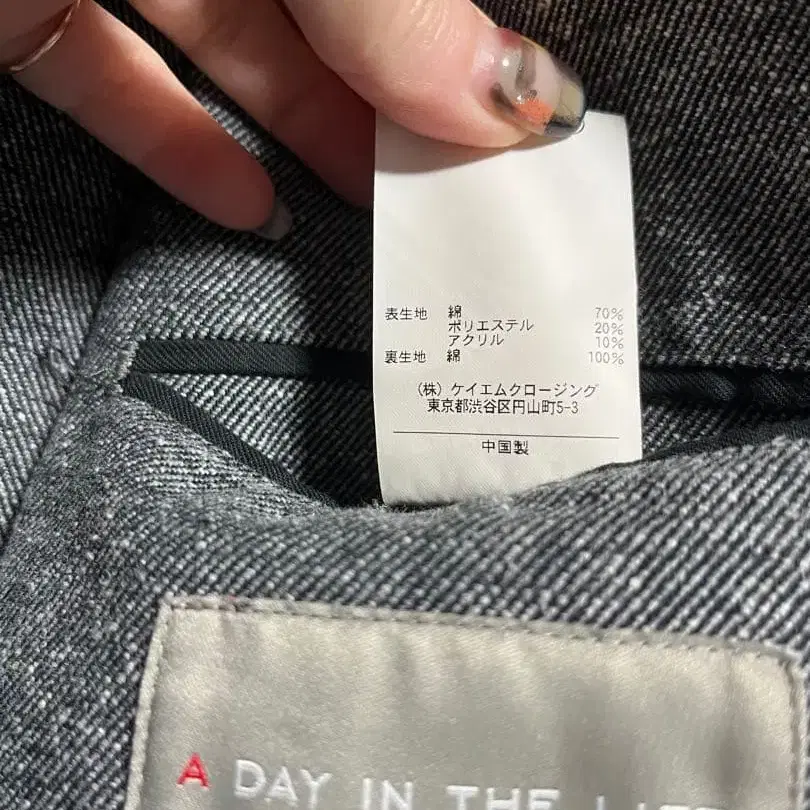 表生地 綿 70%
ポリエステル 20%
アクリル 10%
裏生地 綿 100%
(株) ケイエムクロージング
東京都渋谷区円山町5-3
中国製
A DAY IN THE